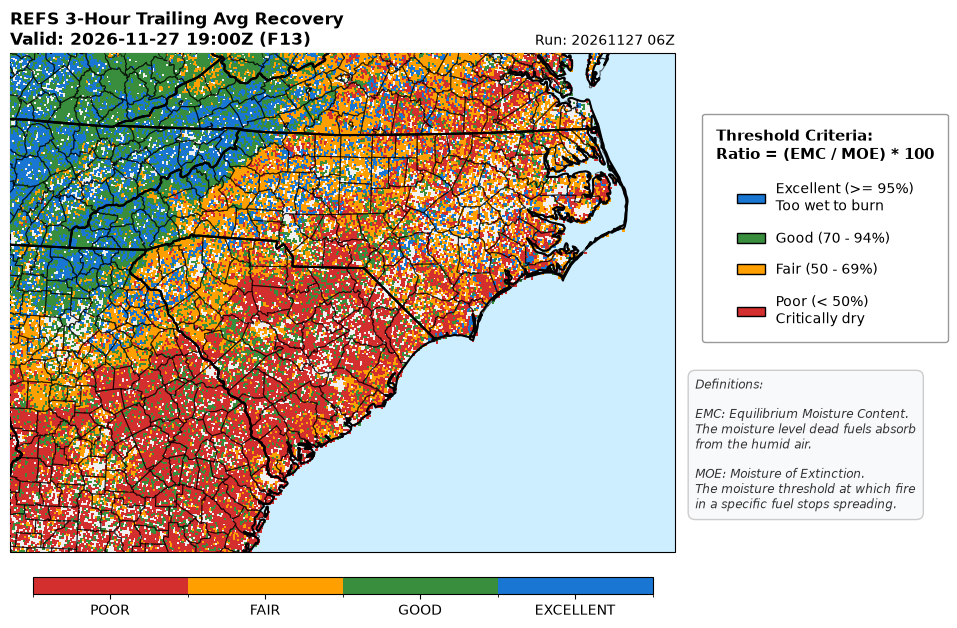 REFS 3-Hour Trailing Avg Recovery
Valid: 2026-11-27 19:00Z (F13)
Run: 20261127 06Z
Threshold Criteria:
Ratio = (EMC / MOE) * 100
Excellent (>= 95%)
Too wet to burn
Good (70 - 94%)
Fair (50 - 69%)
Poor (< 50%)
Critically dry
Definitions:
EMC: Equilibrium Moisture Content.
The moisture level dead fuels absorb
from the humid air.
MOE: Moisture of Extinction.
The moisture threshold at which fire
in a specific fuel stops spreading.
POOR
FAIR
GOOD
EXCELLENT